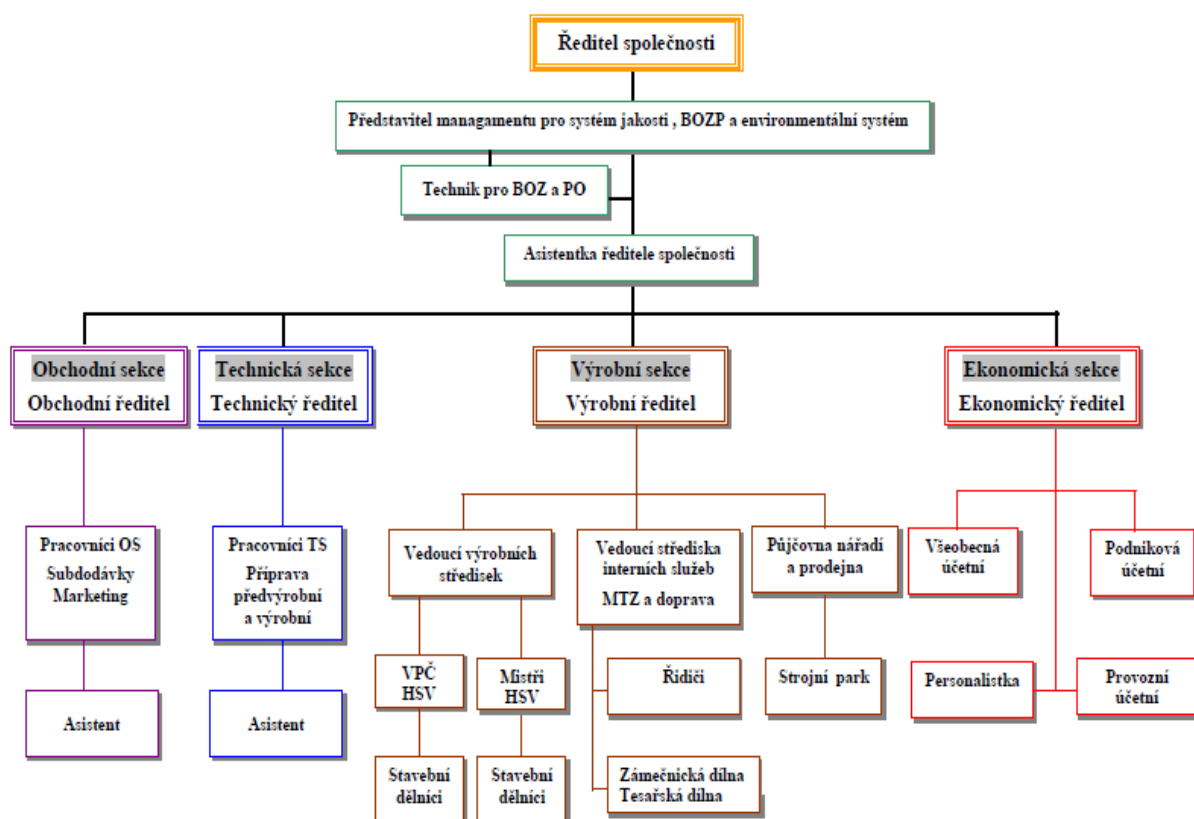 Ředitel společnosti
Představitel managamentu pro systém jakosti , BOZP a environmentální systém
Technik pro BOZ a PO
Asistentka ředitele společnosti
Obchodní sekce
Obchodní ředitel
Technická sekce
Technický ředitel
Výrobní sekce
Výrobní ředitel
Ekonomická sekce
Ekonomický ředitel
Pracovníci OS
Subdodávky
Marketing
Pracovníci TS
Příprava
předvýrobní
a výrobní
Vedoucí výrobních
středisek
Vedoucí střediska
interních služeb
MTZ a doprava
Půjčovna nářadí
a prodejna
Všeobecná
účetní
Podniková
účetní
VPČ
HSV
Mistři
HSV
Řidiči
Strojní park
Personalistka
Provozní
účetní
Asistent
Asistent
Stavební
dělníci
Stavební
dělníci
Zámečnická dílna
Tesařská dílna